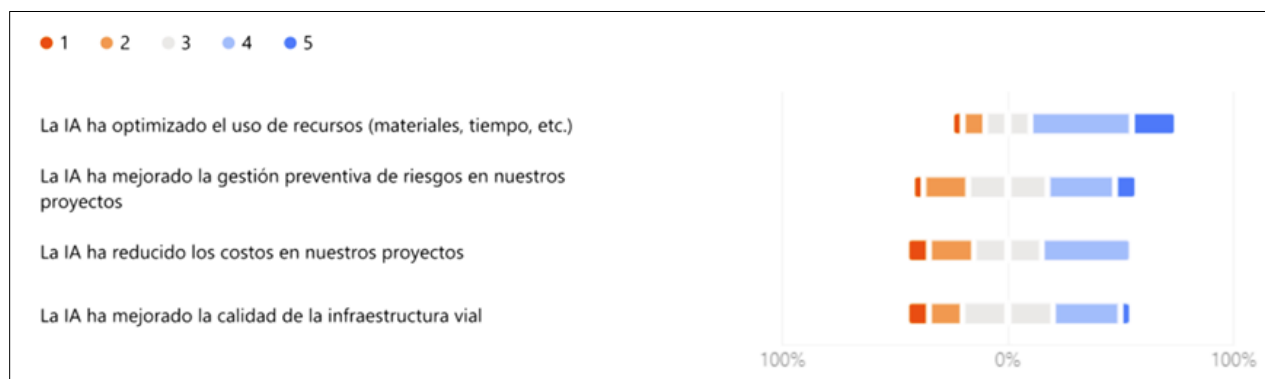 1 2 3 4 5
La IA ha optimizado el uso de recursos (materiales, tiempo, etc.)
La IA ha mejorado la gestión preventiva de riesgos en nuestros
proyectos
La IA ha reducido los costos en nuestros proyectos
La IA ha mejorado la calidad de la infraestructura vial
100% 0% 100%